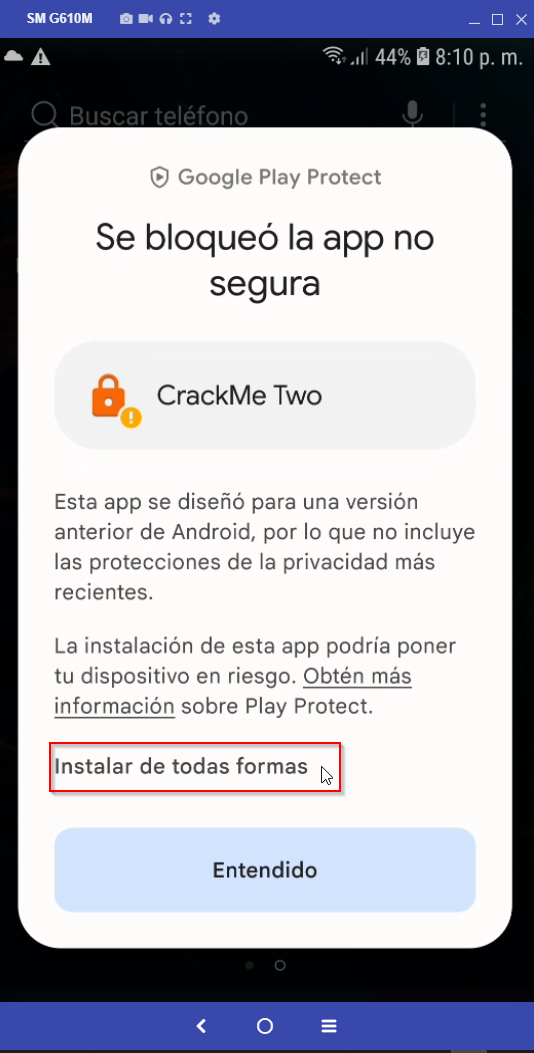 SM G610M
44% 8:10 p. m.
Buscar teléfono
Google Play Protect
Se bloqueó la app no
segura
CrackMe Two
Esta app se diseñó para una versión
anterior de Android, por lo que no incluye
las protecciones de la privacidad más
recientes.
La instalación de esta app podría poner
tu dispositivo en riesgo. Obtén más
información sobre Play Protect.
Instalar de todas formas
Entendido